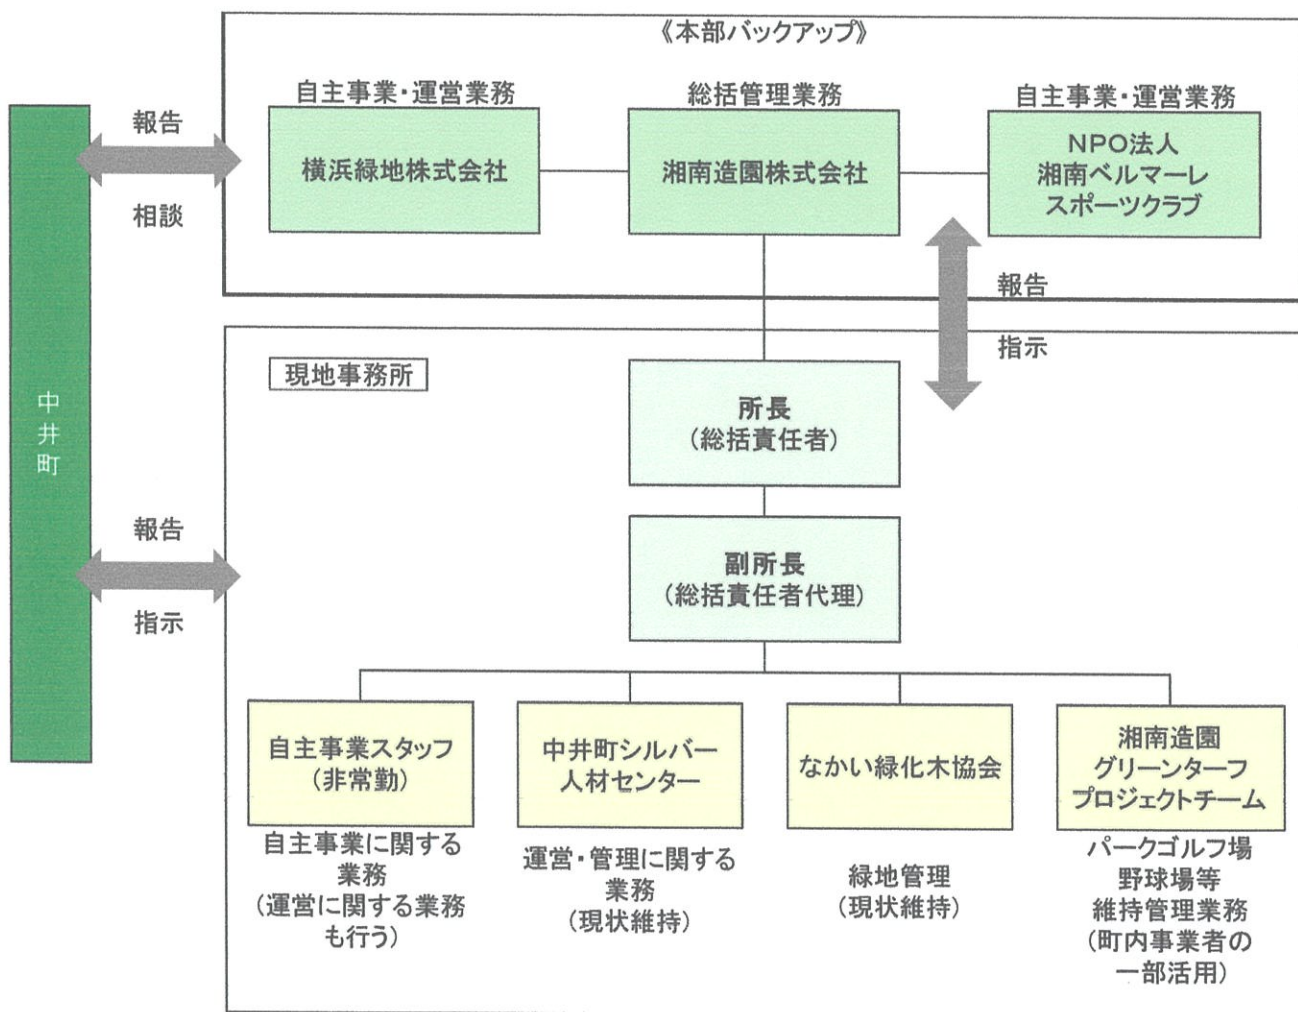 《本部バックアップ》
自主事業・運営業務
総括管理業務
自主事業・運営業務
横浜緑地株式会社
湘南造園株式会社
NPO法人
湘南ベルマーレ
スポーツクラブ
報告
相談
報告
指示
中井町
現地事務所
所長
(総括責任者)
副所長
(総括責任者代理)
報告
指示
自主事業スタッフ
(非常勤)
中井町シルバー
人材センター
なかい緑化木協会
湘南造園
グリーンターフ
プロジェクトチーム
自主事業に関する
業務
(運営に関する業務
も行う)
運営・管理に関する
業務
(現状維持)
緑地管理
(現状維持)
パークゴルフ場
野球場等
維持管理業務
(町内事業者の
一部活用)